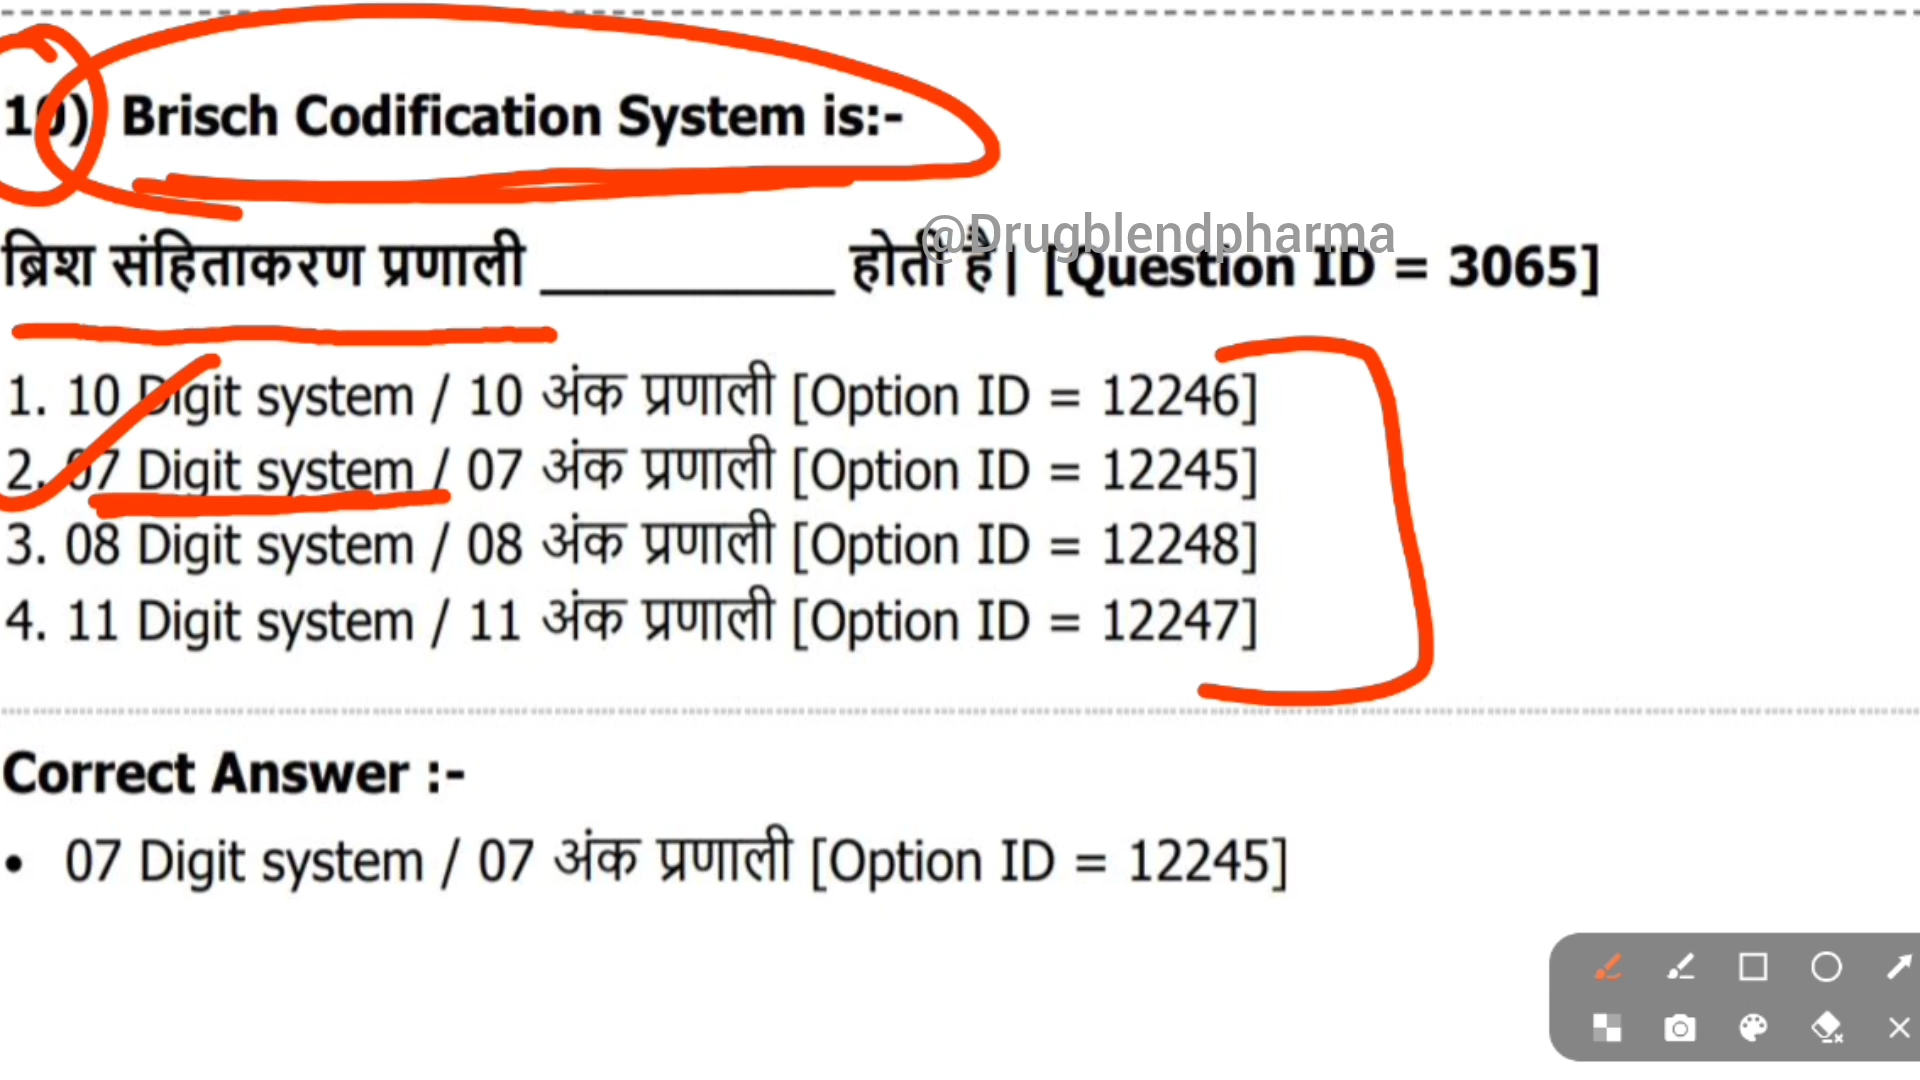 10) Brisch Codification System is:-
@Drugblendpharma
ब्रिश संहिताकरण प्रणाली __________ होती है| [Question ID = 3065]
1. 10 Digit system / 10 अंक प्रणाली [Option ID = 12246]
2. 07 Digit system / 07 अंक प्रणाली [Option ID = 12245]
3. 08 Digit system / 08 अंक प्रणाली [Option ID = 12248]
4. 11 Digit system / 11 अंक प्रणाली [Option ID = 12247]
Correct Answer :-
• 07 Digit system / 07 अंक प्रणाली [Option ID = 12245]